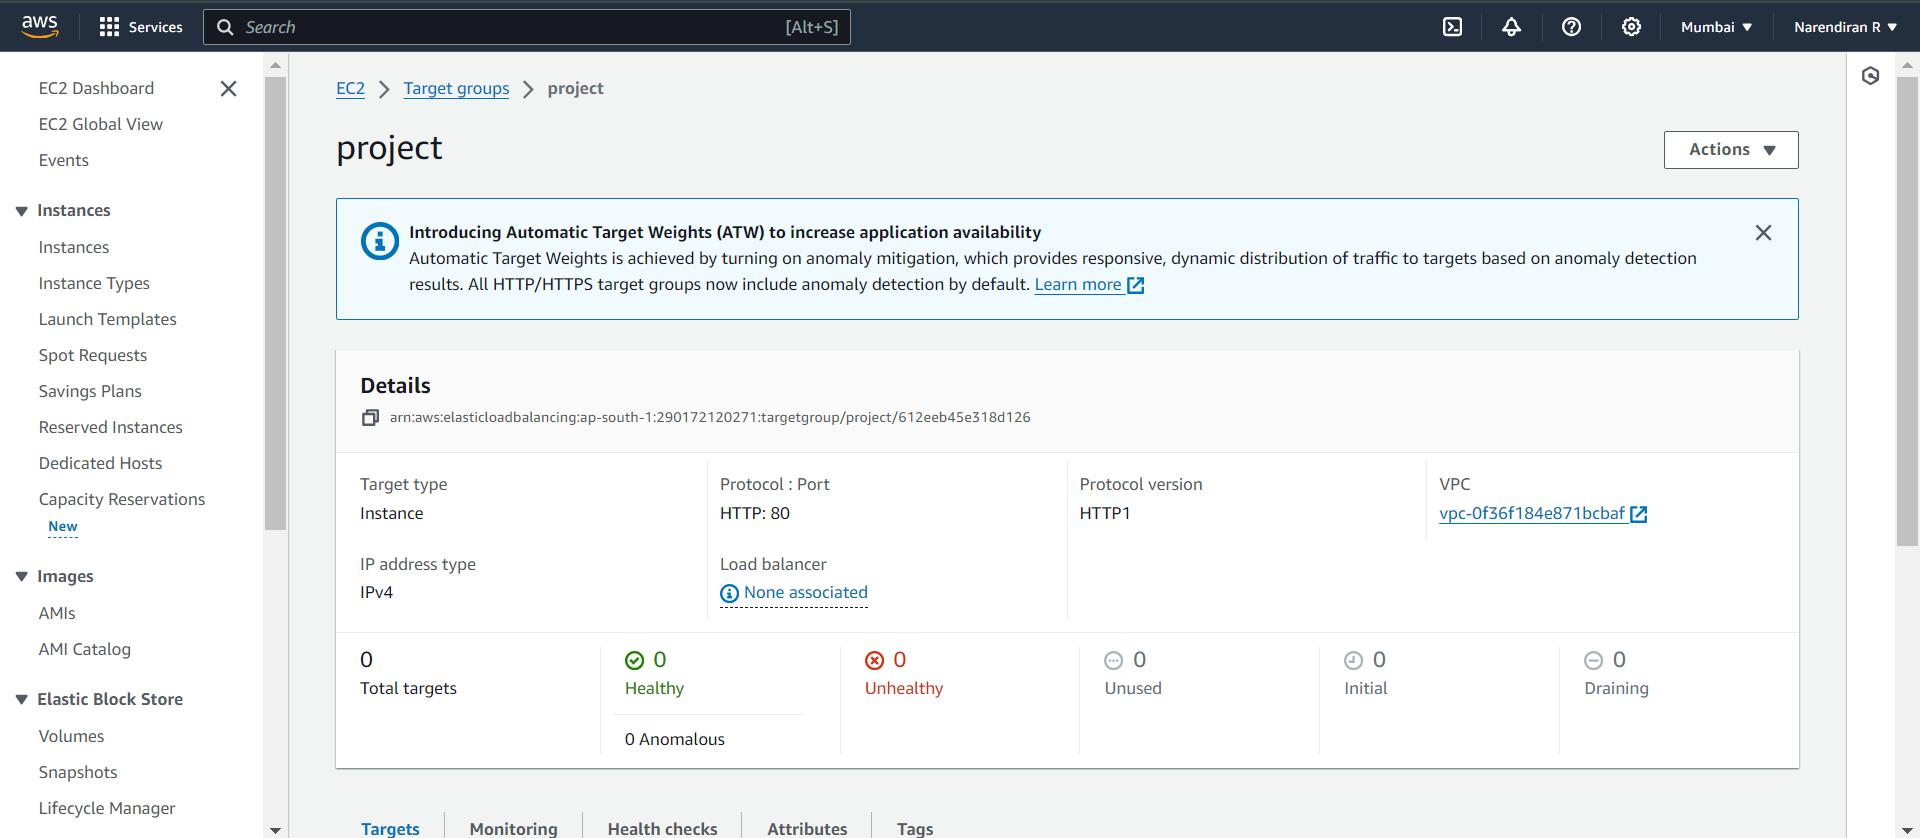 aws
Services
Search
[Alt+S]
Mumbai
Narendiran R
EC2 Dashboard
EC2 Global View
Events
Instances
Instances
Instance Types
Launch Templates
Spot Requests
Savings Plans
Reserved Instances
Dedicated Hosts
Capacity Reservations
New
Images
AMIs
AMI Catalog
Elastic Block Store
Volumes
Snapshots
Lifecycle Manager
EC2
Target groups
project
project
Actions
Introducing Automatic Target Weights (ATW) to increase application availability
Automatic Target Weights is achieved by turning on anomaly mitigation, which provides responsive, dynamic distribution of traffic to targets based on anomaly detection
results. All HTTP/HTTPS target groups now include anomaly detection by default. Learn more
Details
arn:aws:elasticloadbalancing:ap-south-1:290172120271:targetgroup/project/612eeb45e318d126
Target type
Instance
Protocol : Port
HTTP: 80
Protocol version
HTTP1
VPC
vpc-0f36f184e871bcbaf
IP address type
IPv4
Load balancer
None associated
0
Total targets
0
Healthy
0 Anomalous
0
Unhealthy
0
Unused
0
Initial
0
Draining
Targets
Monitoring
Health checks
Attributes
Tags